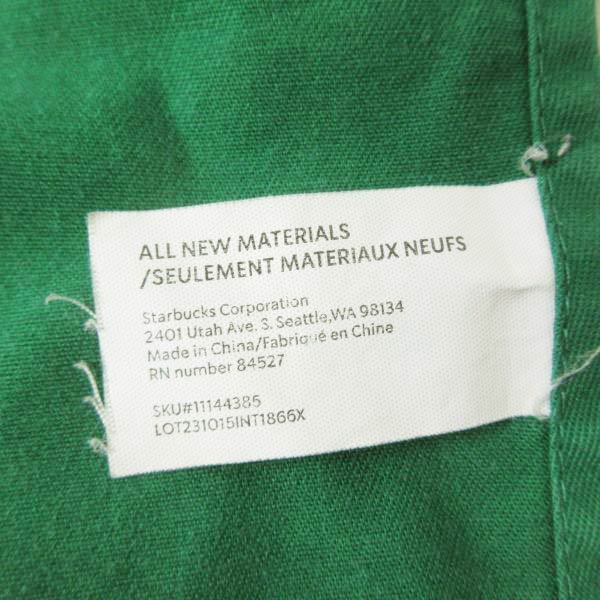 ALL NEW MATERIALS
/SEULEMENT MATERIAUX NEUFS
Starbucks Corporation
2401 Utah Ave. S. Seattle,WA 98134
Made in China/Fabriqué en Chine
RN number 84527
SKU#11144385
LOT231015INT1866X